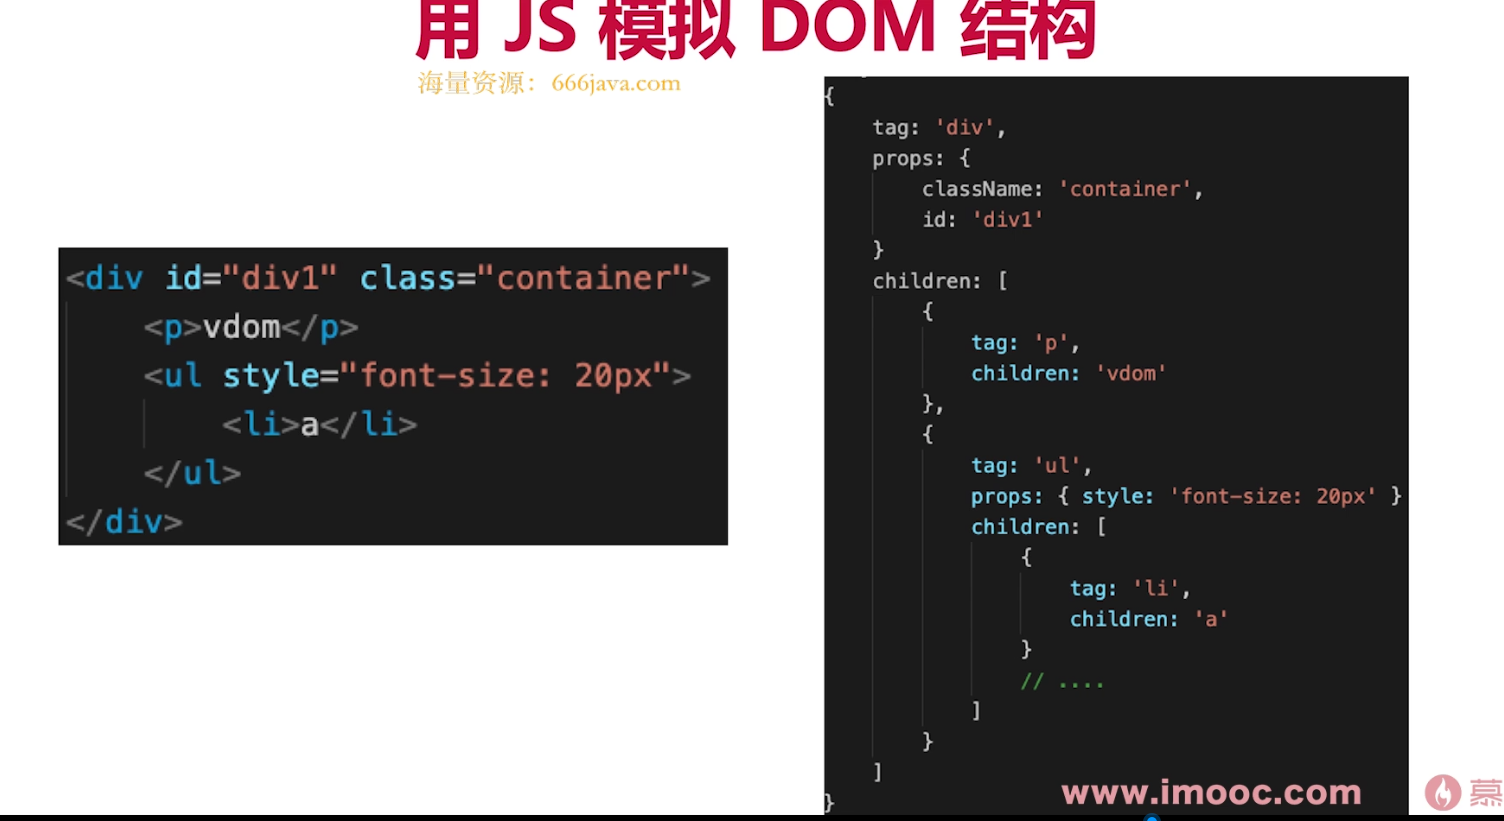 用 JS 模拟 DOM 结构
海量资源：666java.com
<div id="div1" class="container">
<p>vdom</p>
<ul style="font-size: 20px">
<li>a</li>
</ul>
</div>
{
tag: 'div',
props: {
className: 'container',
id: 'div1'
}
children: [
{
tag: 'p',
children: 'vdom'
},
{
tag: 'ul',
props: { style: 'font-size: 20px' }
children: [
{
tag: 'li',
children: 'a'
}
// ....
]
}
]
}
www.imooc.com
慕